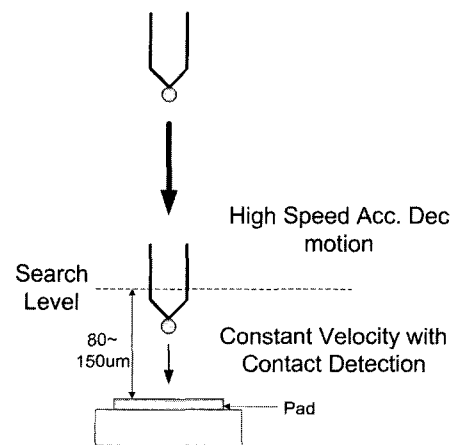 High Speed Acc. Dec
motion
Search
Level
80~
150um
Constant Velocity with
Contact Detection
Pad